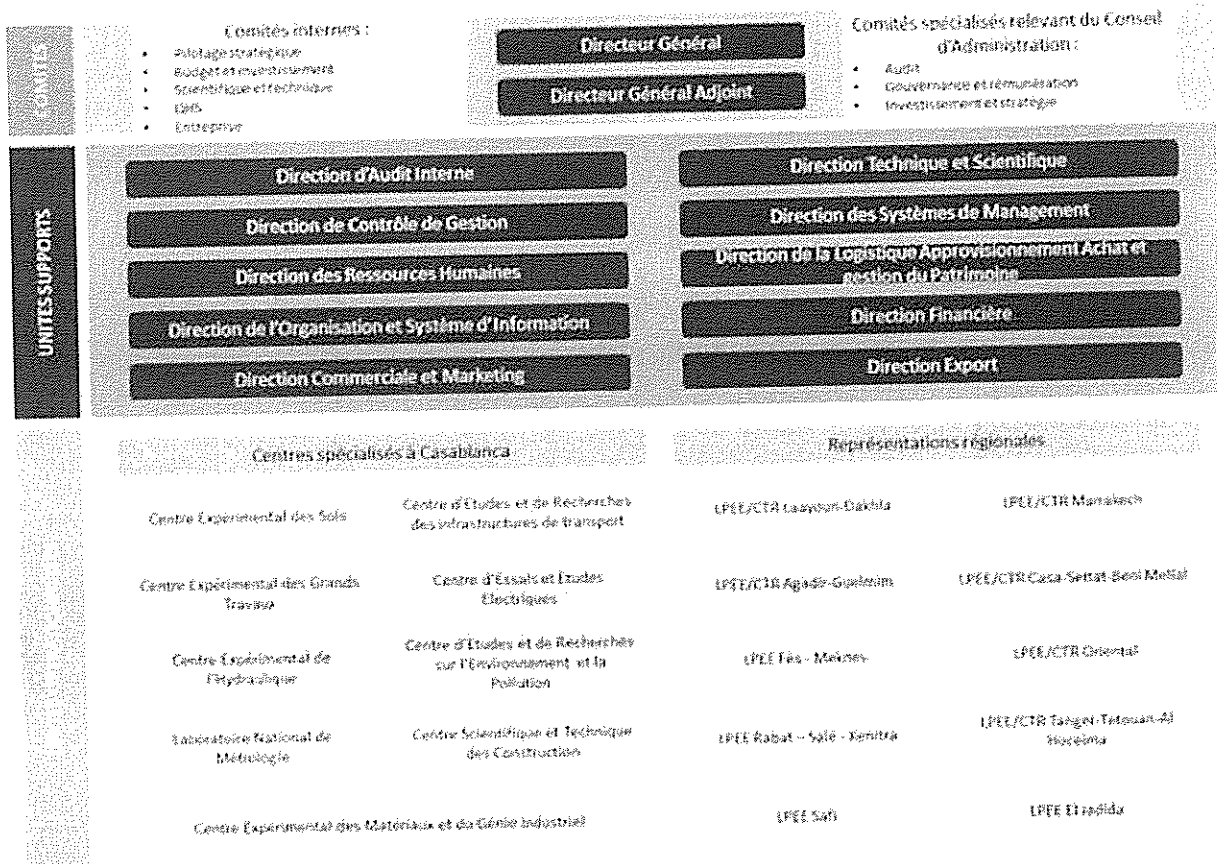 COMITES
Comités internes :
• Pilotage stratégique
• Budget et investissement
• Scientifique et technique
• QHS
• Entreprise
Directeur Général
Directeur Général Adjoint
Comités spécialisés relevant du Conseil
d'Administration :
• Audit
• Gouvernance et rémunération
• Investissement et stratégie
UNITES SUPPORTS
Direction d'Audit Interne
Direction de Contrôle de Gestion
Direction des Ressources Humaines
Direction de l'Organisation et Système d'Information
Direction Commerciale et Marketing
Direction Technique et Scientifique
Direction des Systèmes de Management
Direction de la Logistique Approvisionnement Achat et
gestion du Patrimoine
Direction Financière
Direction Export
Centres spécialisés à Casablanca
Centre Expérimental des Sols
Centre d'Etudes et de Recherches
des infrastructures de transport
Centre Expérimental des Grands
Travaux
Centre d'Essais et Etudes
Electriques
Centre Expérimental de
l'Hydraulique
Centre d'Études et de Recherches
sur l'Environnement et la
Pollution
Laboratoire National de
Métrologie
Centre Scientifique et Technique
des Construction
Centre Expérimental des Matériaux et du Génie Industriel
Représentations régionales
LPEE/CTR Laayoun-Dakhla
LPEE/CTR Marrakech
LPEE/CTR Agadir-Guelmim
LPEE/CTR Casa-Settat-Beni Mellal
LPEE Fès - Meknes
LPEE/CTR Oriental
LPEE Rabat – Salé - Kenitra
LPEE/CTR Tanger-Tetouan-Al
Hoceima
LPEE Safi
LPEE El Jadida